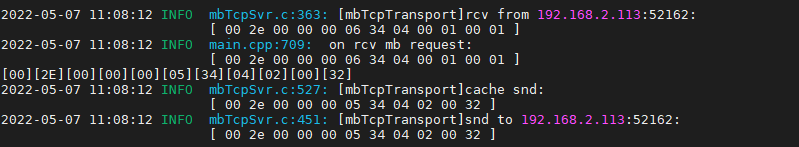 2022-05-07 11:08:12 INFO  mbTcpSvr.c:363: [mbTcpTransport]rcv from 192.168.2.113:52162:
[ 00 2e 00 00 00 06 34 04 00 01 00 01 ]
2022-05-07 11:08:12 INFO  main.cpp:709:  on rcv mb request:
[ 00 2e 00 00 00 06 34 04 00 01 00 01 ]
[00][2E][00][00][00][05][34][04][02][00][32]
2022-05-07 11:08:12 INFO  mbTcpSvr.c:527: [mbTcpTransport]cache snd:
[ 00 2e 00 00 00 05 34 04 02 00 32 ]
2022-05-07 11:08:12 INFO  mbTcpSvr.c:451: [mbTcpTransport]snd to 192.168.2.113:52162:
[ 00 2e 00 00 00 05 34 04 02 00 32 ]